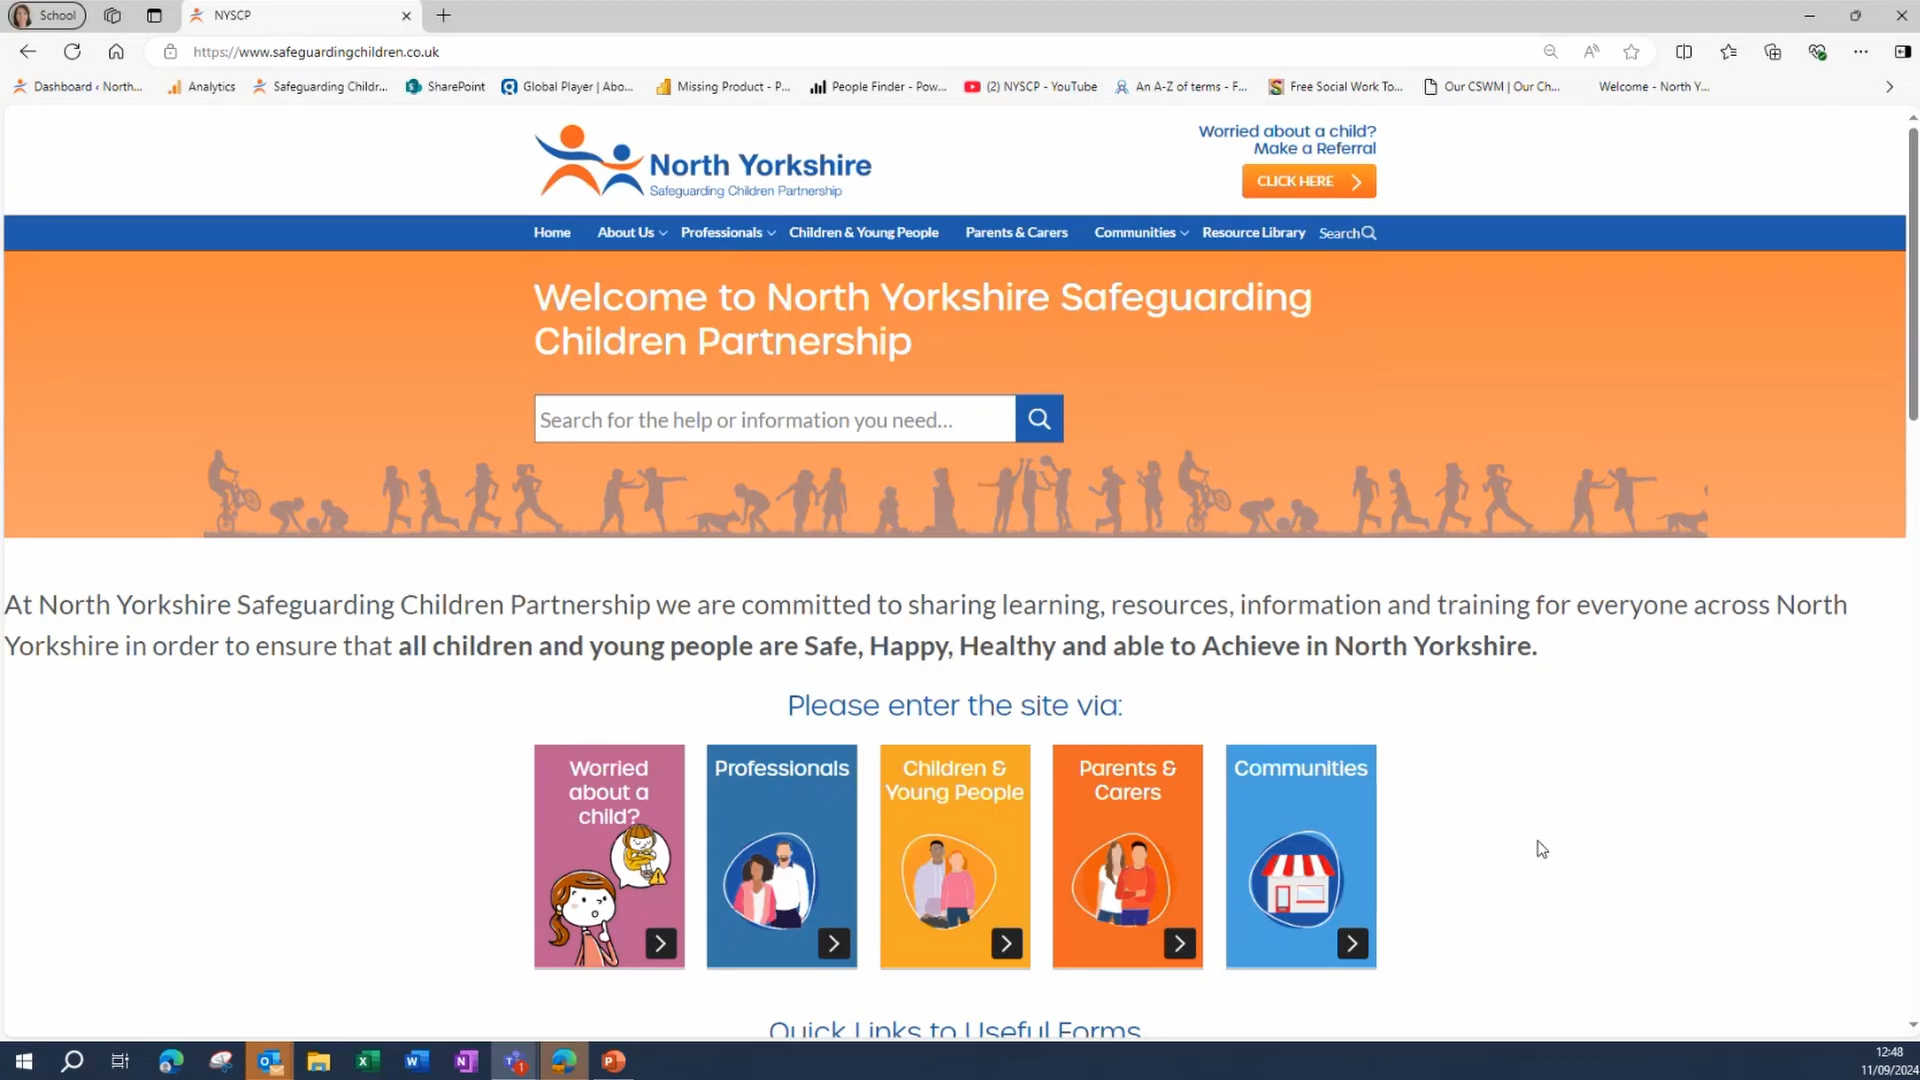 School
NYSCP
https://www.safeguardingchildren.co.uk
Dashboard ‹ North...
Analytics
Safeguarding Childr...
SharePoint
Global Player | Abo...
Missing Product - P...
People Finder - Pow...
(2) NYSCP - YouTube
An A-Z of terms - F...
Free Social Work To...
Our CSWM | Our Ch...
Welcome - North Y...
North Yorkshire
Safeguarding Children Partnership
Worried about a child?
Make a Referral
CLICK HERE
Home
About Us
Professionals
Children & Young People
Parents & Carers
Communities
Resource Library
Search
Welcome to North Yorkshire Safeguarding
Children Partnership
Search for the help or information you need...
At North Yorkshire Safeguarding Children Partnership we are committed to sharing learning, resources, information and training for everyone across North
Yorkshire in order to ensure that all children and young people are Safe, Happy, Healthy and able to Achieve in North Yorkshire.
Please enter the site via:
Worried
about a
child?
Professionals
Children &
Young People
Parents &
Carers
Communities
Quick Links to Useful Forms
12:48
11/09/2024